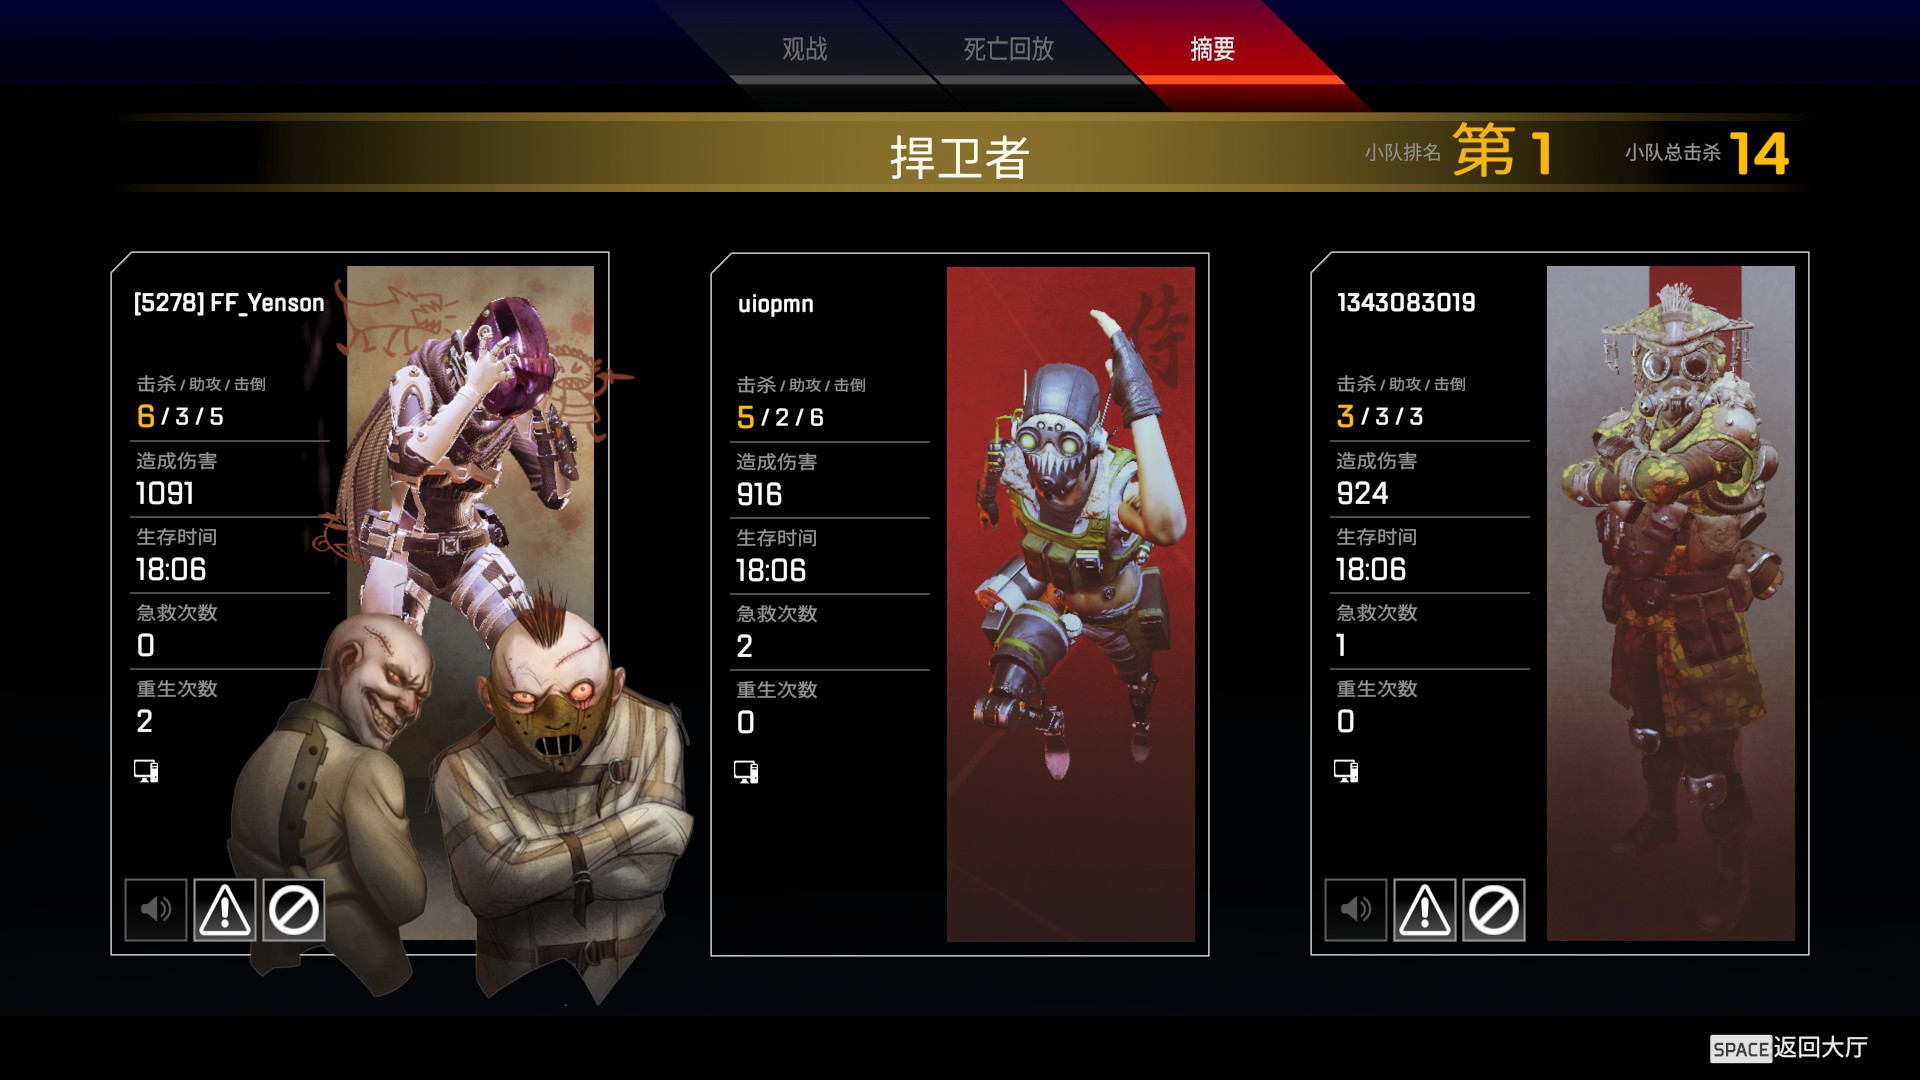 观战 死亡回放 摘要
捍卫者 小队排名 第 1 小队总击杀 14
[5278] FF_Yenson
击杀 / 助攻 / 击倒
6 / 3 / 5
造成伤害
1091
生存时间
18:06
急救次数
0
重生次数
2
uiopmn
击杀 / 助攻 / 击倒
5 / 2 / 6
造成伤害
916
生存时间
18:06
急救次数
2
重生次数
0
侍
1343083019
击杀 / 助攻 / 击倒
3 / 3 / 3
造成伤害
924
生存时间
18:06
急救次数
1
重生次数
0
SPACE 返回大厅